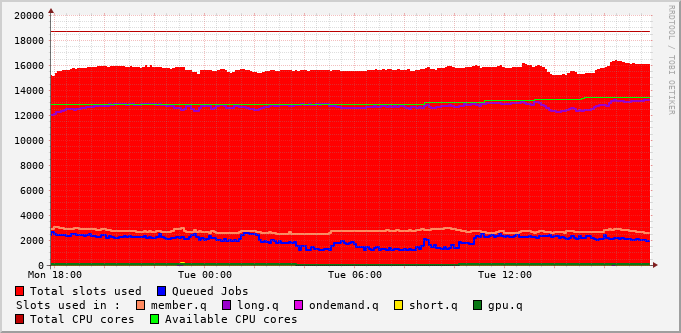 20000
18000
16000
14000
12000
10000
8000
6000
4000
2000
0
Mon 18:00 Tue 00:00 Tue 06:00 Tue 12:00
RRDTOOL / TOBI OETIKER
Total slots used Queued Jobs
Slots used in : member.q long.q ondemand.q short.q gpu.q
Total CPU cores Available CPU cores